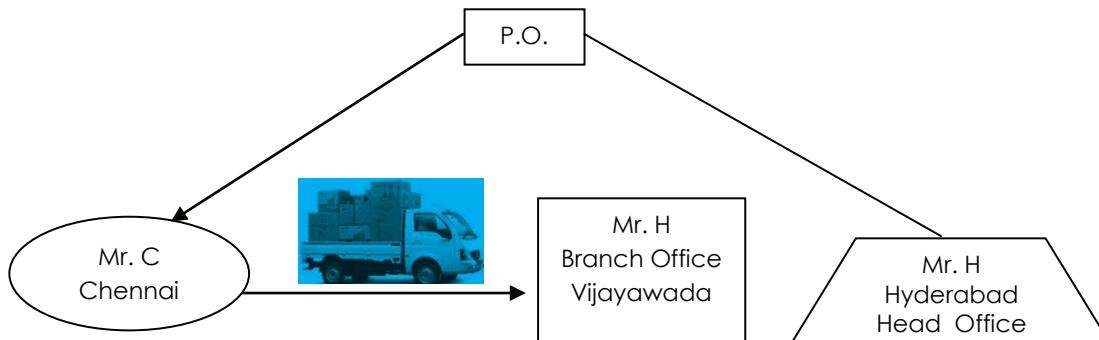 P.O.
Mr. C
Chennai
Mr. H
Branch Office
Vijayawada
Mr. H
Hyderabad
Head Office